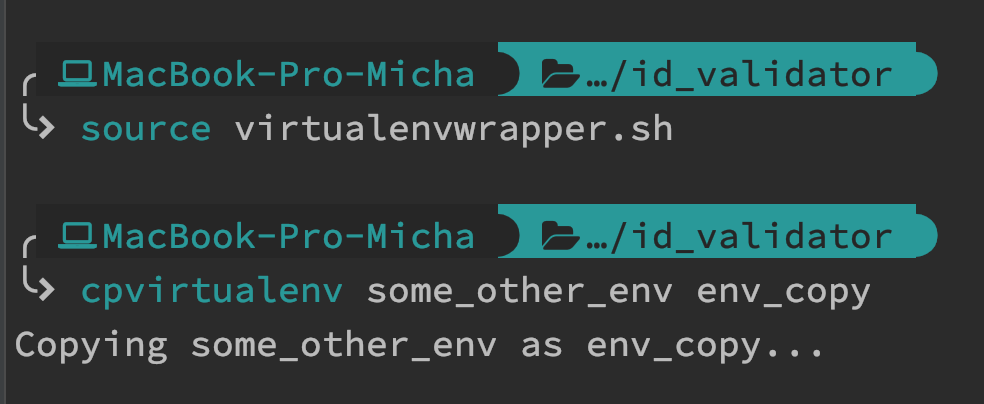 MacBook-Pro-Micha …/id_validator
source virtualenvwrapper.sh
MacBook-Pro-Micha …/id_validator
cpvirtualenv some_other_env env_copy
Copying some_other_env as env_copy...